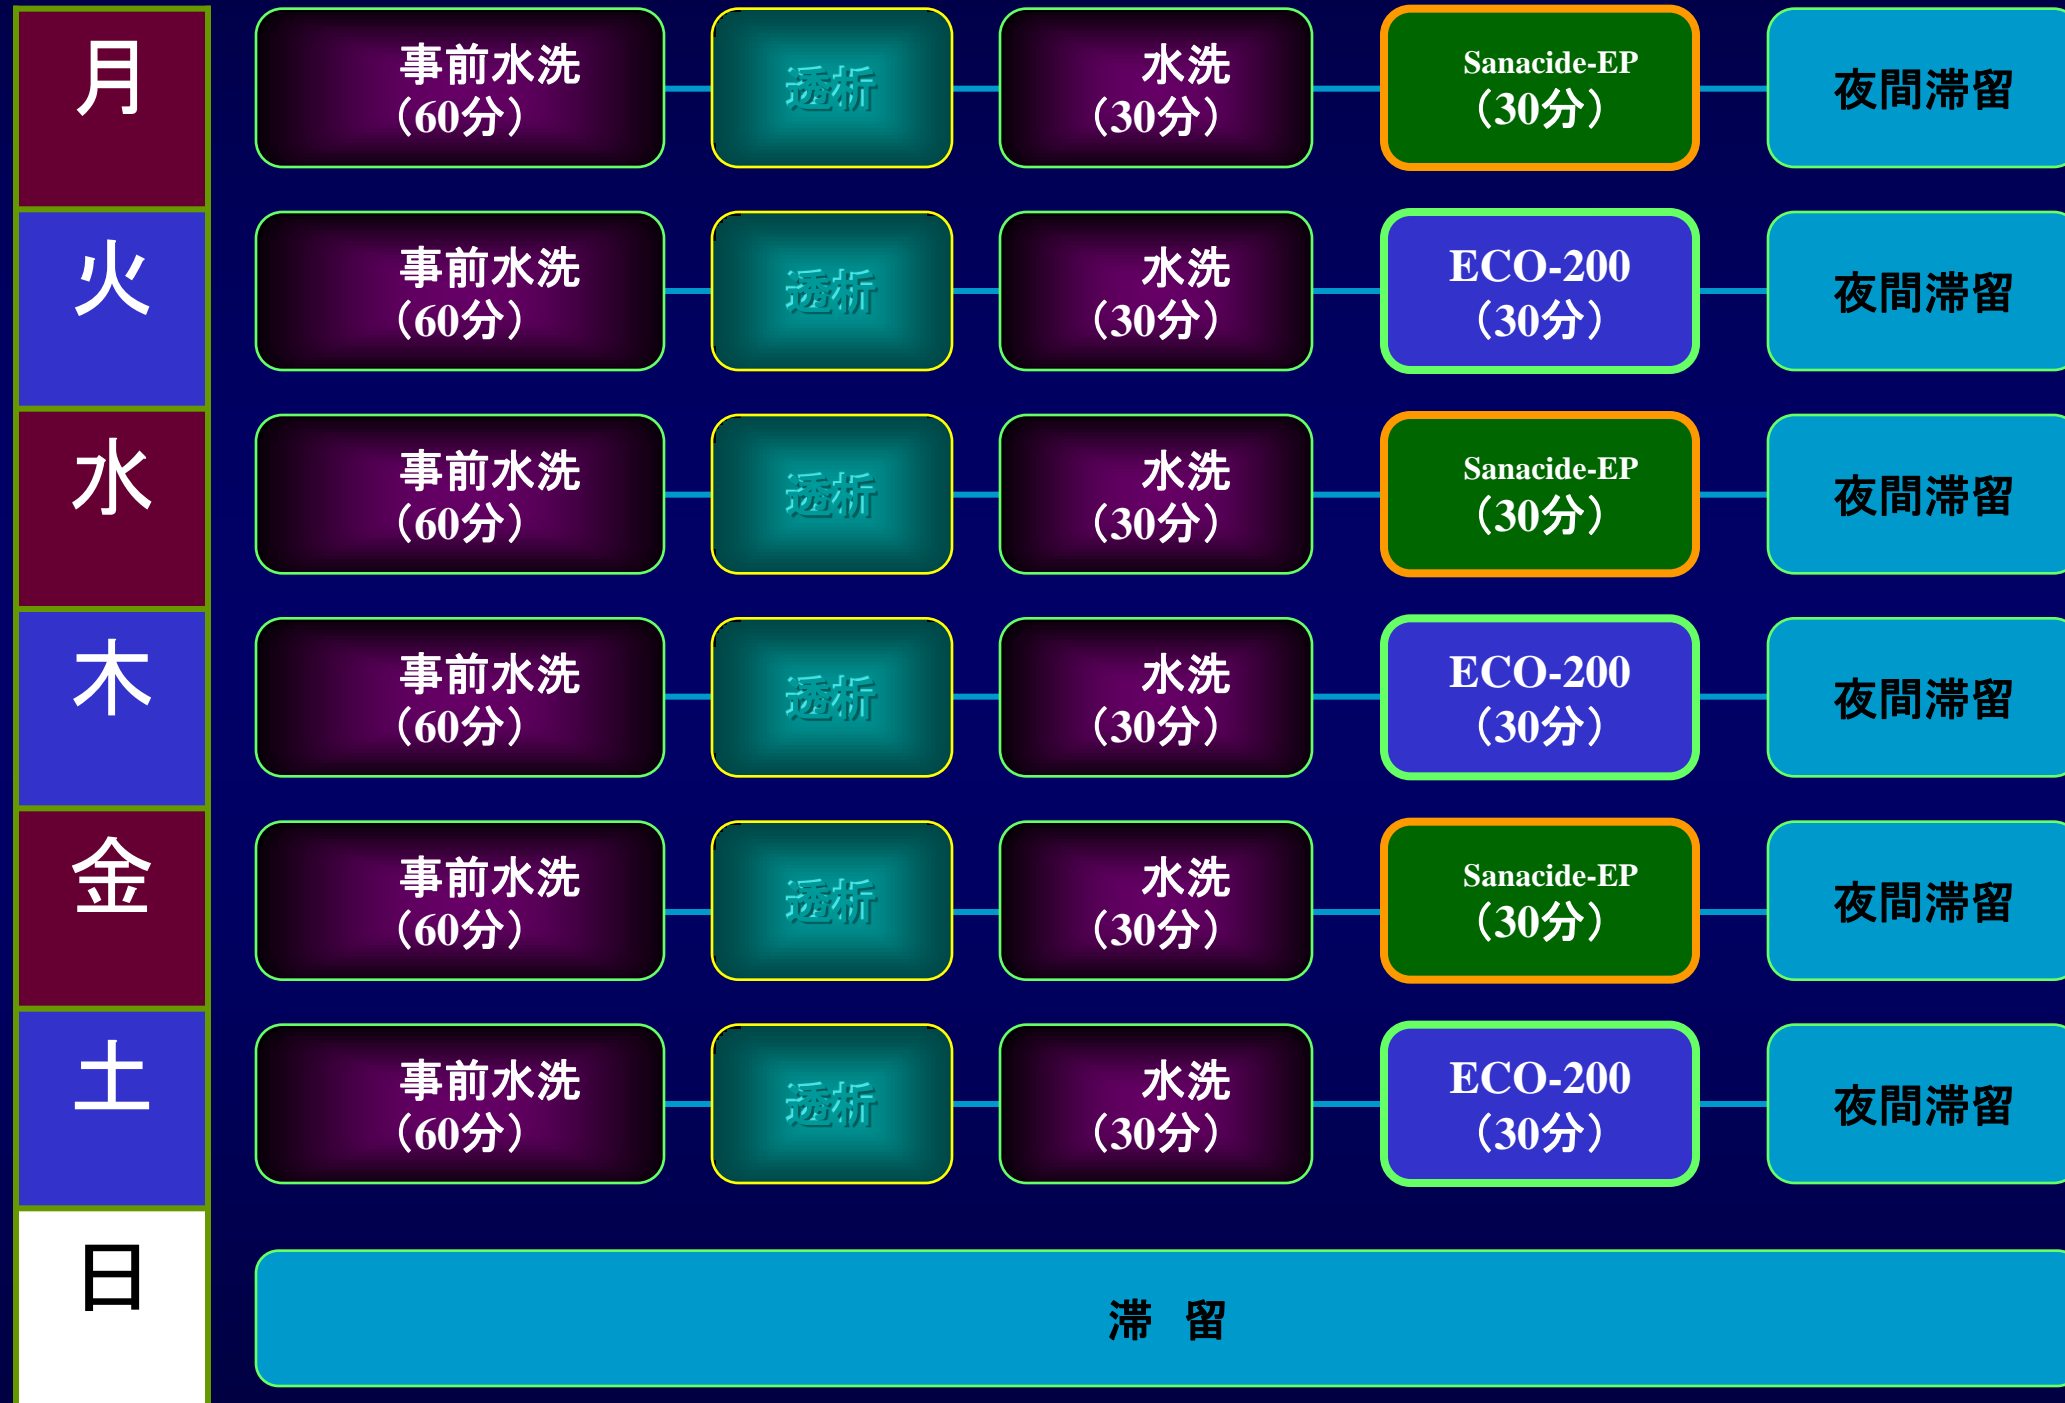 月
事前水洗
（60分）
透析
水洗
（30分）
Sanacide-EP
（30分）
夜間滞留
火
事前水洗
（60分）
透析
水洗
（30分）
ECO-200
（30分）
夜間滞留
水
事前水洗
（60分）
透析
水洗
（30分）
Sanacide-EP
（30分）
夜間滞留
木
事前水洗
（60分）
透析
水洗
（30分）
ECO-200
（30分）
夜間滞留
金
事前水洗
（60分）
透析
水洗
（30分）
Sanacide-EP
（30分）
夜間滞留
土
事前水洗
（60分）
透析
水洗
（30分）
ECO-200
（30分）
夜間滞留
日
滞 留